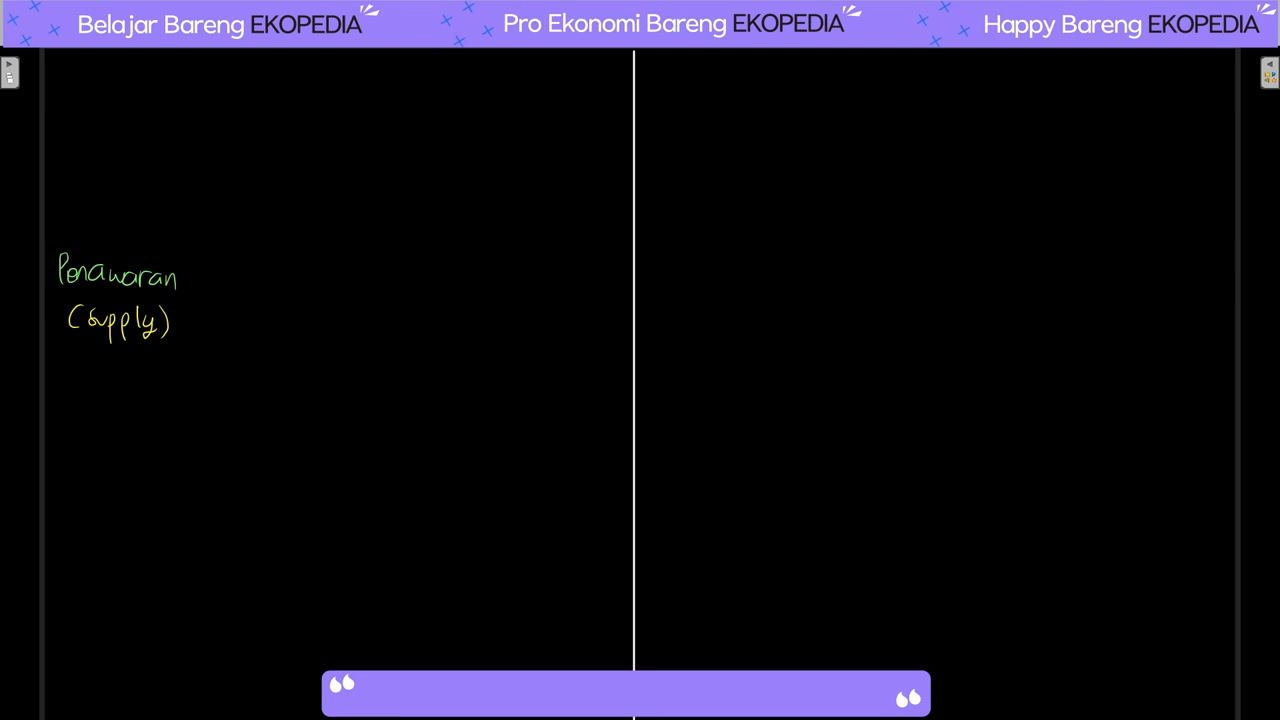 Belajar Bareng EKOPEDIA
Pro Ekonomi Bareng EKOPEDIA
Happy Bareng EKOPEDIA
Penawaran
(Supply)